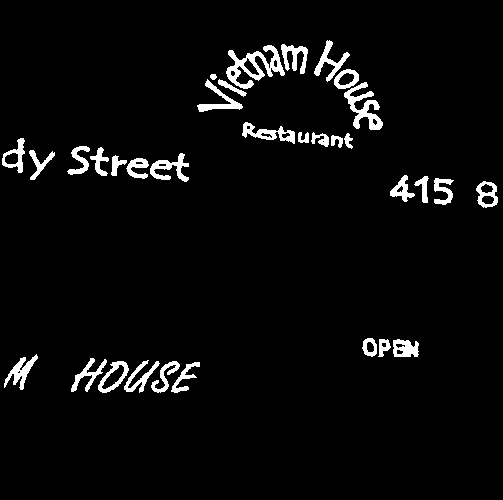 Vietnam House
Restaurant
dy Street
415 8
OPEN
M HOUSE